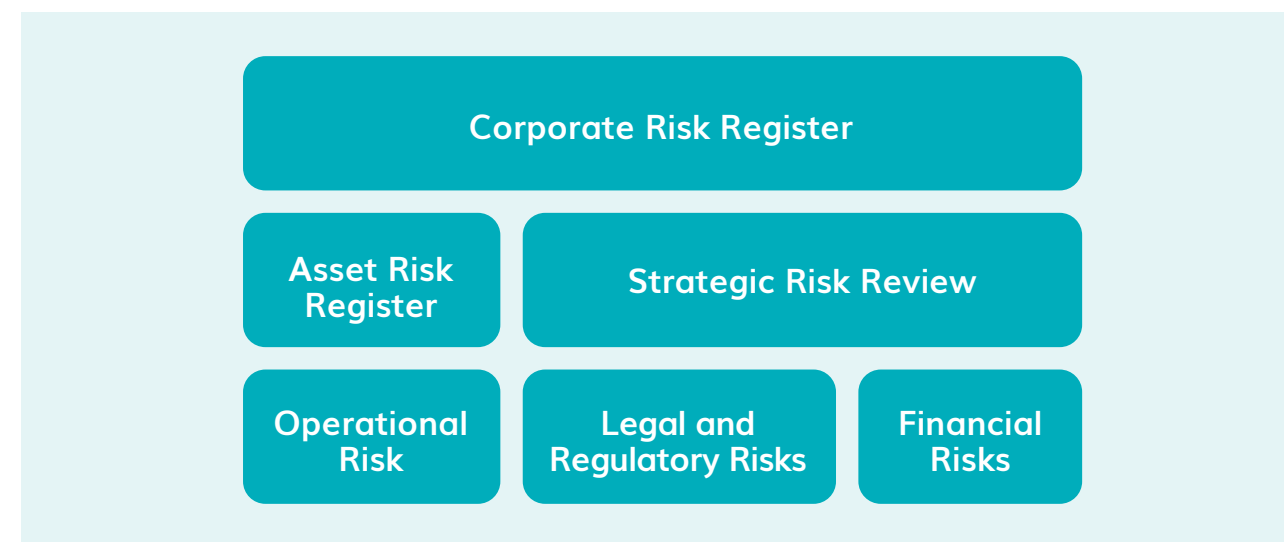 Corporate Risk Register
Asset Risk
Register
Strategic Risk Review
Operational
Risk
Legal and
Regulatory Risks
Financial
Risks